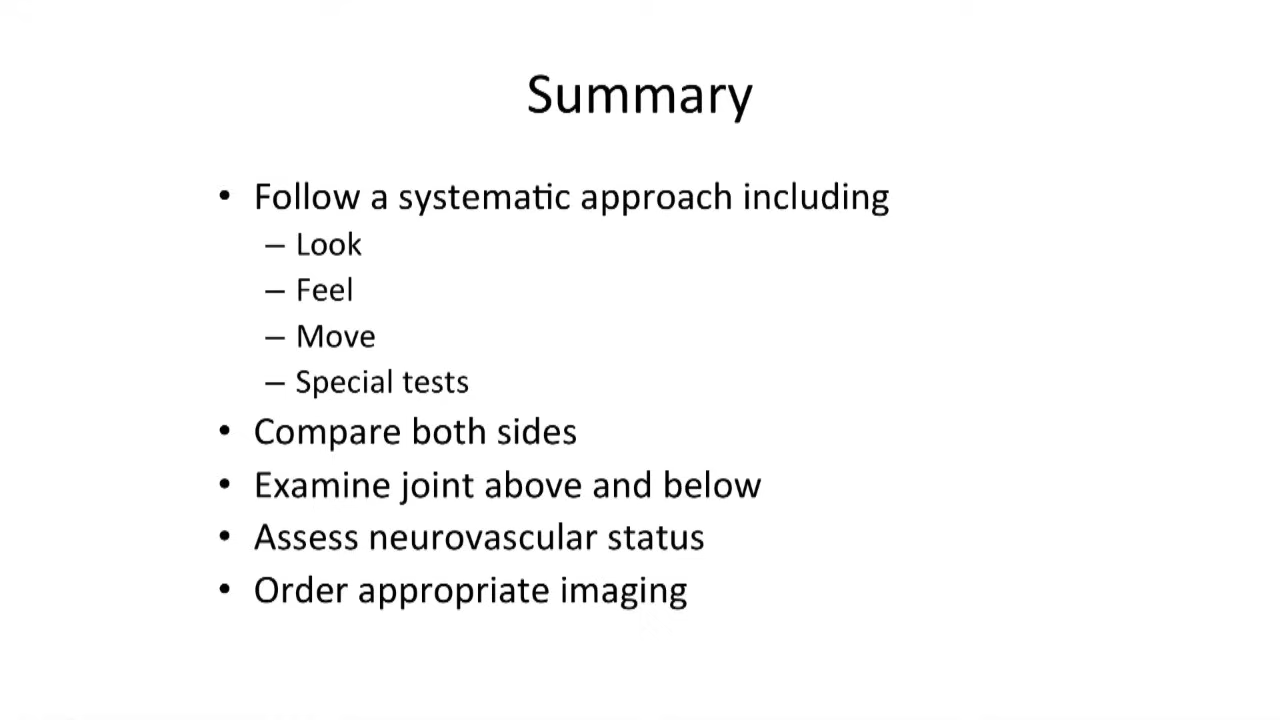 Summary
• Follow a systematic approach including
– Look
– Feel
– Move
– Special tests
• Compare both sides
• Examine joint above and below
• Assess neurovascular status
• Order appropriate imaging